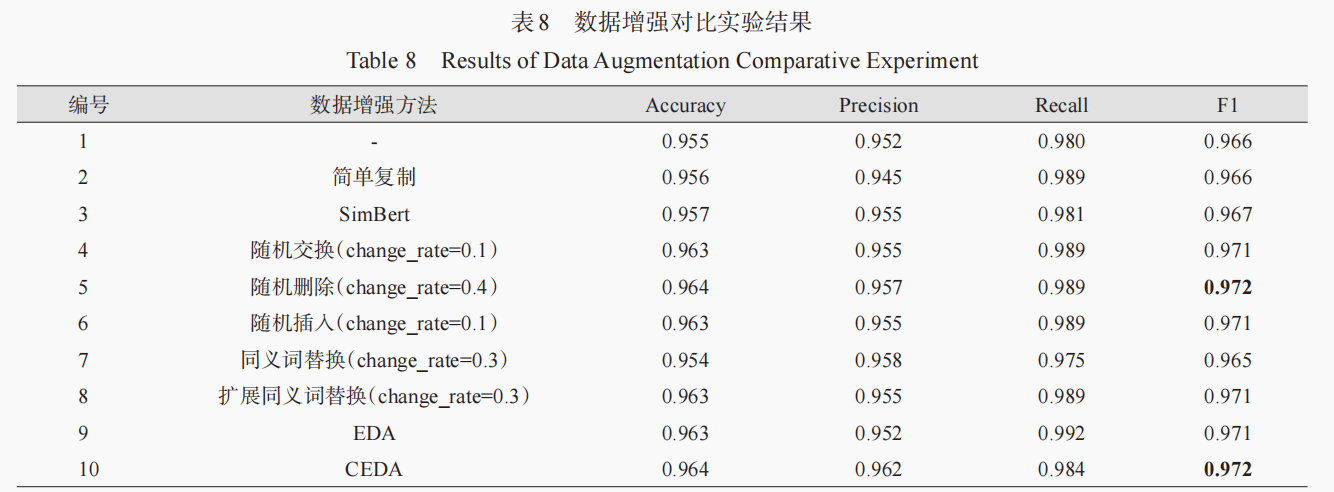 表8 数据增强对比实验结果
Table 8 Results of Data Augmentation Comparative Experiment
编号 数据增强方法 Accuracy Precision Recall F1
1 - 0.955 0.952 0.980 0.966
2 简单复制 0.956 0.945 0.989 0.966
3 SimBert 0.957 0.955 0.981 0.967
4 随机交换(change_rate=0.1) 0.963 0.955 0.989 0.971
5 随机删除(change_rate=0.4) 0.964 0.957 0.989 0.972
6 随机插入(change_rate=0.1) 0.963 0.955 0.989 0.971
7 同义词替换(change_rate=0.3) 0.954 0.958 0.975 0.965
8 扩展同义词替换(change_rate=0.3) 0.963 0.955 0.989 0.971
9 EDA 0.963 0.952 0.992 0.971
10 CEDA 0.964 0.962 0.984 0.972